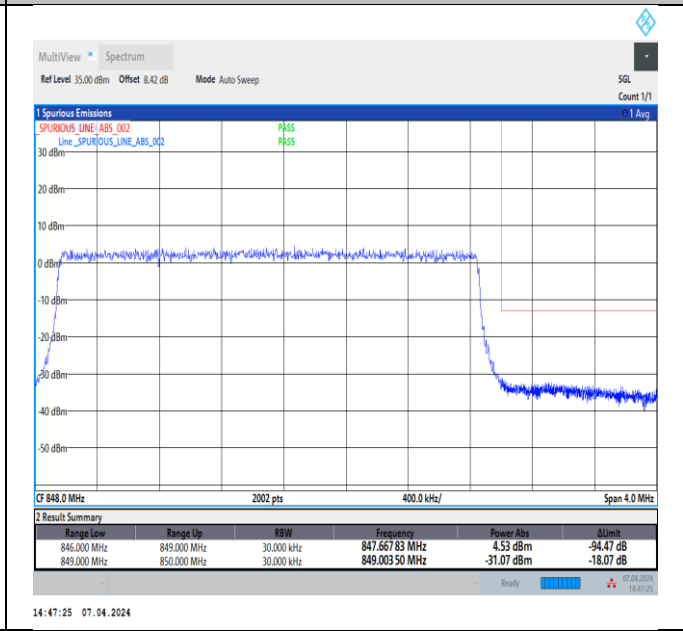 MultiView Spectrum
Ref Level 35.00 dBm Offset 8.42 dB Mode Auto Sweep SGL
Count 1/1
1 Spurious Emissions 1 Avg
_SPURIOUS_LINE_ABS_002 PASS
Line _SPURIOUS_LINE_ABS_002 PASS
30 dBm
20 dBm
10 dBm
0 dBm
-10 dBm
-20 dBm
-30 dBm
-40 dBm
-50 dBm
CF 848.0 MHz 2002 pts 400.0 kHz/ Span 4.0 MHz
2 Result Summary
Range Low Range Up RBW Frequency Power Abs ΔLimit
846.000 MHz 849.000 MHz 30.000 kHz 847.667 83 MHz 4.53 dBm -94.47 dB
849.000 MHz 850.000 MHz 30.000 kHz 849.003 50 MHz -31.07 dBm -18.07 dB
Ready 07.04.2024
14:47:25
14:47:25 07.04.2024